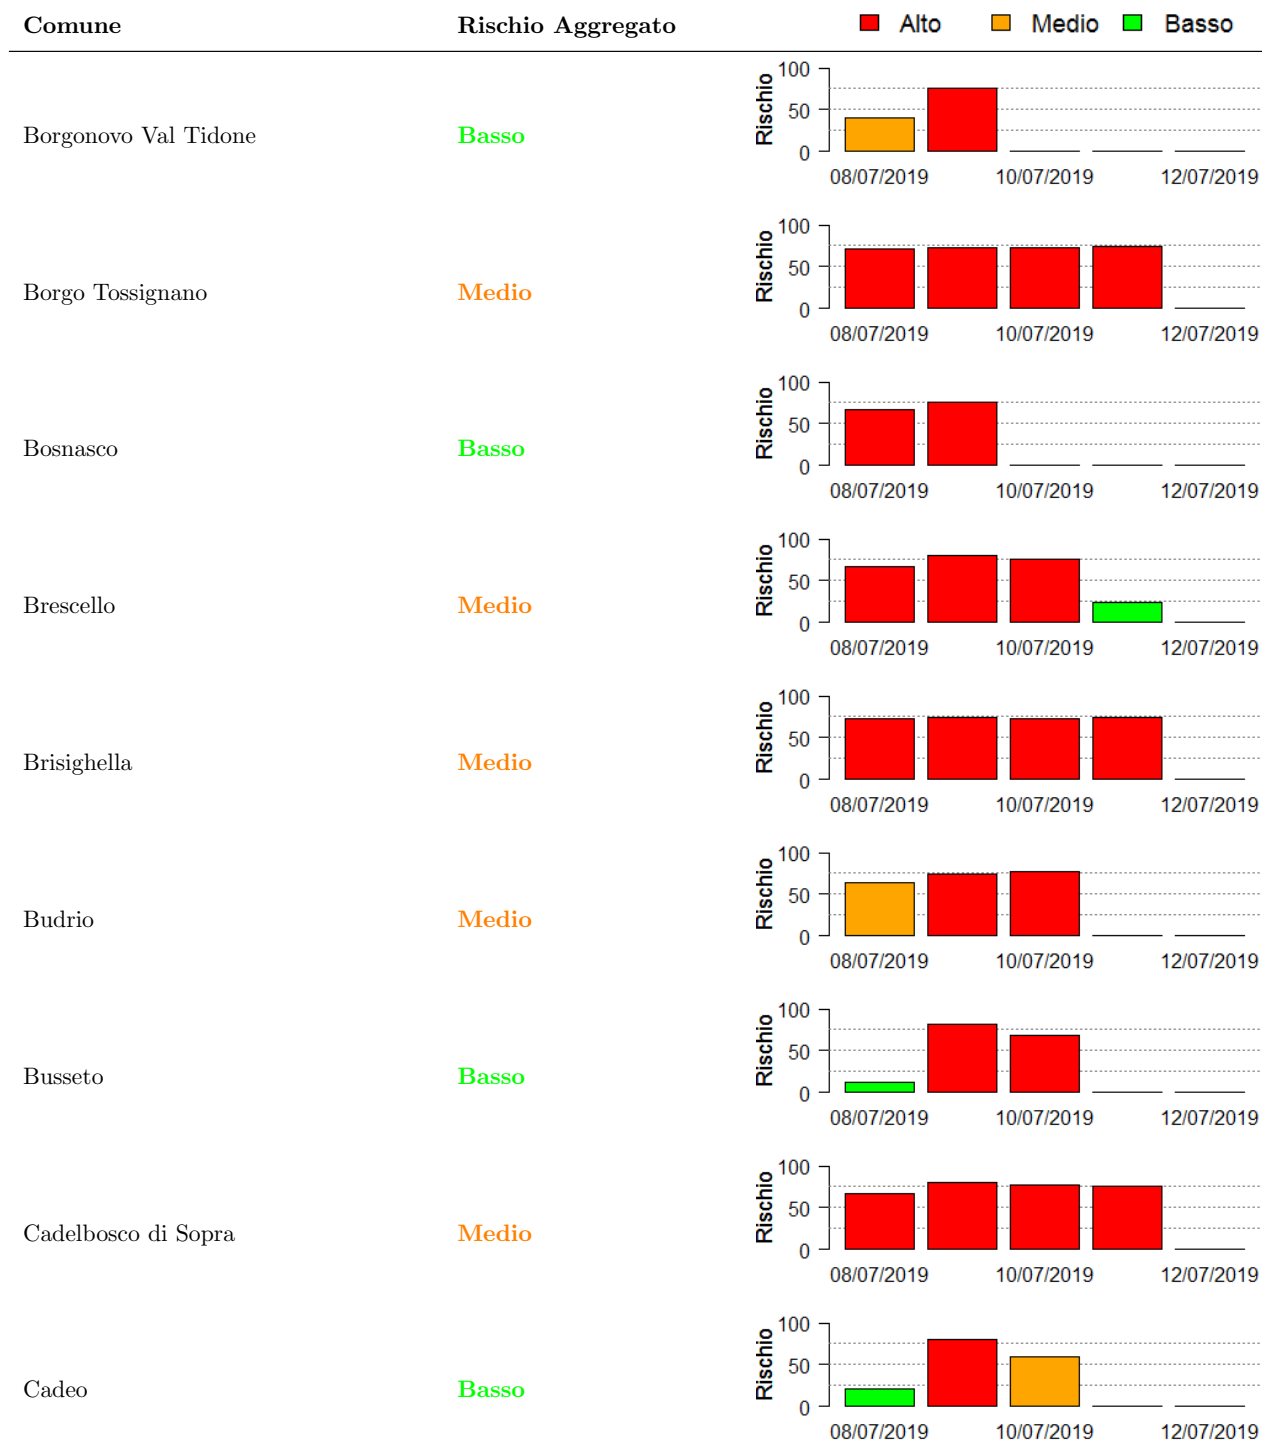 Comune Rischio Aggregato Alto Medio Basso
Borgonovo Val Tidone Basso Rischio 100 50 0
08/07/2019 10/07/2019 12/07/2019
Borgo Tossignano Medio Rischio 100 50 0
08/07/2019 10/07/2019 12/07/2019
Bosnasco Basso Rischio 100 50 0
08/07/2019 10/07/2019 12/07/2019
Brescello Medio Rischio 100 50 0
08/07/2019 10/07/2019 12/07/2019
Brisighella Medio Rischio 100 50 0
08/07/2019 10/07/2019 12/07/2019
Budrio Medio Rischio 100 50 0
08/07/2019 10/07/2019 12/07/2019
Busseto Basso Rischio 100 50 0
08/07/2019 10/07/2019 12/07/2019
Cadelbosco di Sopra Medio Rischio 100 50 0
08/07/2019 10/07/2019 12/07/2019
Cadeo Basso Rischio 100 50 0
08/07/2019 10/07/2019 12/07/2019